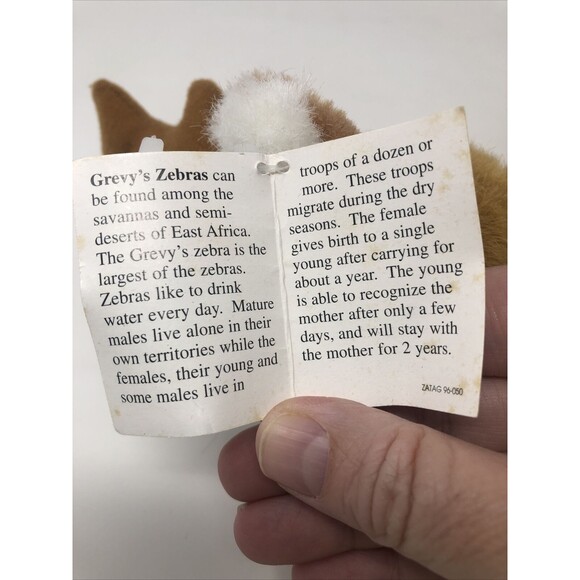 Grevy's Zebras can
be found among the
savannas and semi-
deserts of East Africa.
The Grevy's zebra is the
largest of the zebras.
Zebras like to drink
water every day. Mature
males live alone in their
own territories while the
females, their young and
some males live in
troops of a dozen or
more. These troops
migrate during the dry
seasons. The female
gives birth to a single
young after carrying for
about a year. The young
is able to recognize the
mother after only a few
days, and will stay with
the mother for 2 years.
ZATAG 96-050